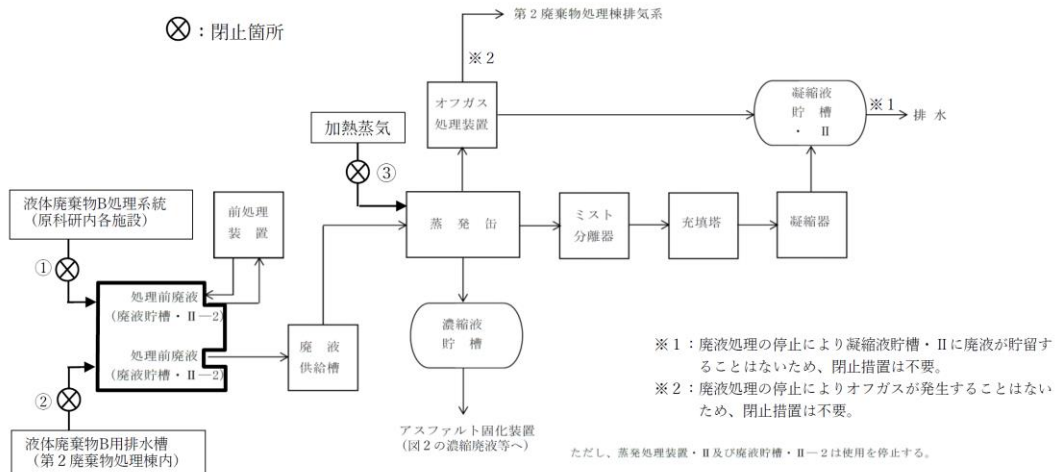 ：閉止箇所
第2廃棄物処理棟排気系
※2
オフガス
処理装置
凝縮液
貯槽
・Ⅱ
※1
排水
加熱蒸気
③
液体廃棄物B処理系統
（原科研内各施設）
前処理
装置
蒸発缶
ミスト
分離器
充填塔
凝縮器
①
処理前廃液
(廃液貯槽・Ⅱ―2)
処理前廃液
(廃液貯槽・Ⅱ―2)
廃液
供給槽
濃縮液
貯槽
②
液体廃棄物B用排水槽
（第2廃棄物処理棟内）
アスファルト固化装置
(図2の濃縮廃液等へ)
※1：廃液処理の停止により凝縮液貯槽・Ⅱに廃液が貯留す
ることはないため、閉止措置は不要。
※2：廃液処理の停止によりオフガスが発生することはない
ため、閉止措置は不要。
ただし、蒸発処理装置・Ⅱ及び廃液貯槽・Ⅱ―2は使用を停止する。